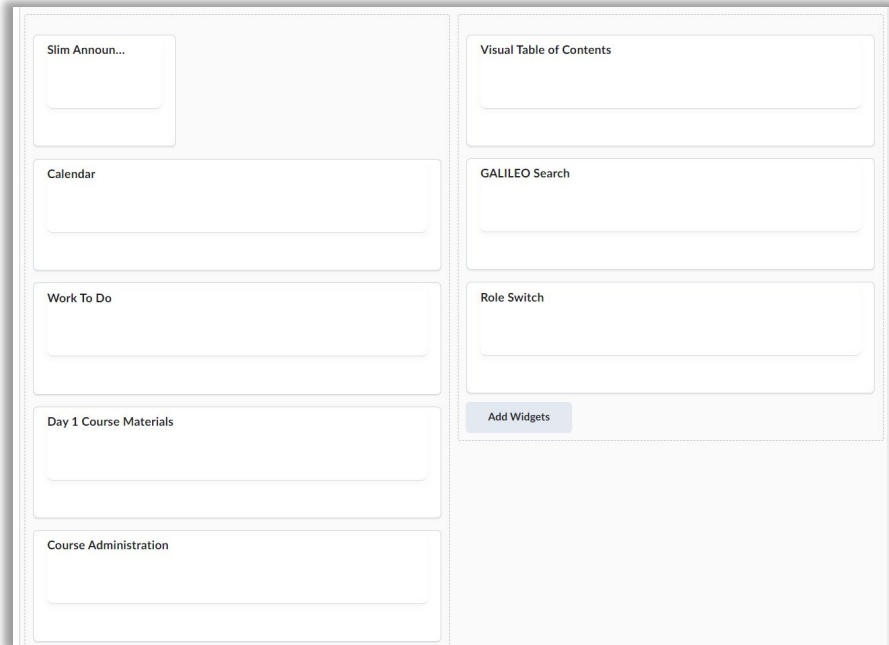 Slim Announ...
Calendar
Work To Do
Day 1 Course Materials
Course Administration
Visual Table of Contents
GALILEO Search
Role Switch
Add Widgets